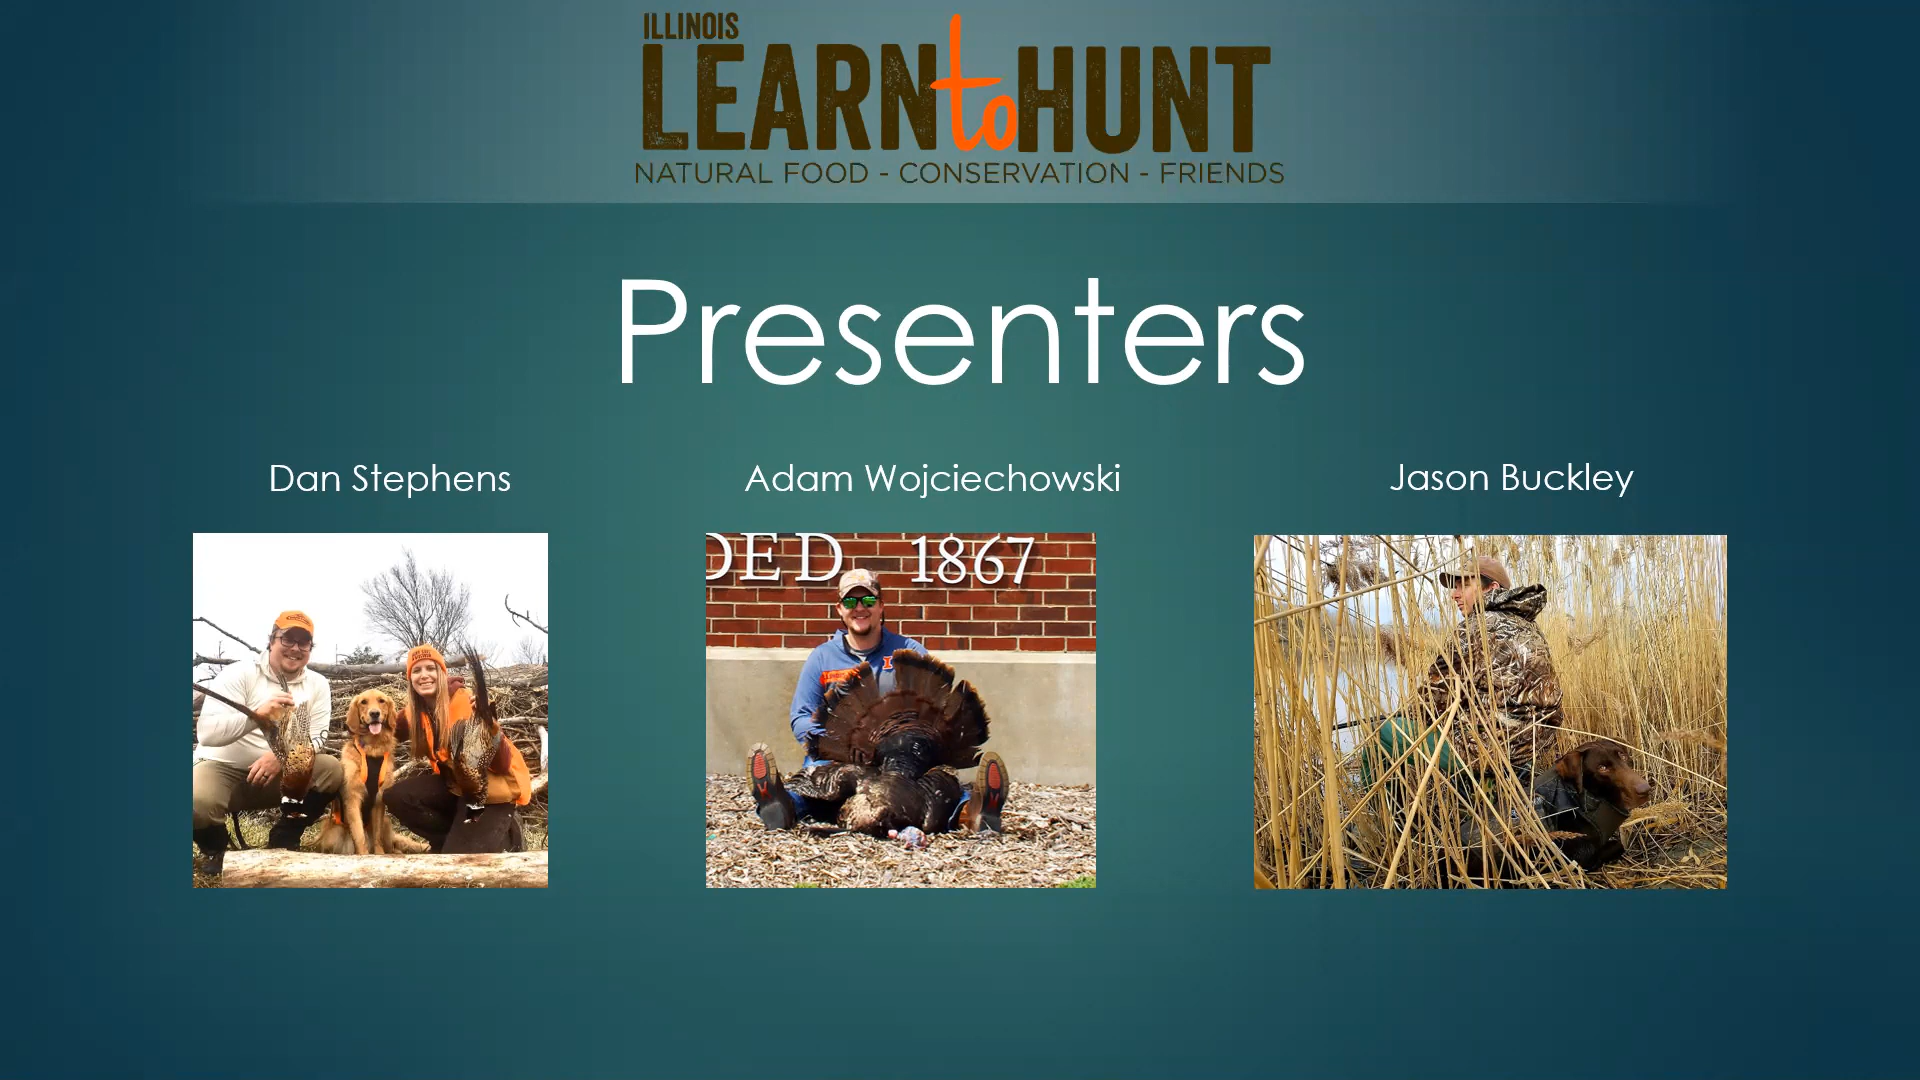 ILLINOIS
LEARN to HUNT
NATURAL FOOD - CONSERVATION - FRIENDS
Presenters
Dan Stephens
Adam Wojciechowski
Jason Buckley
DED 1867
I